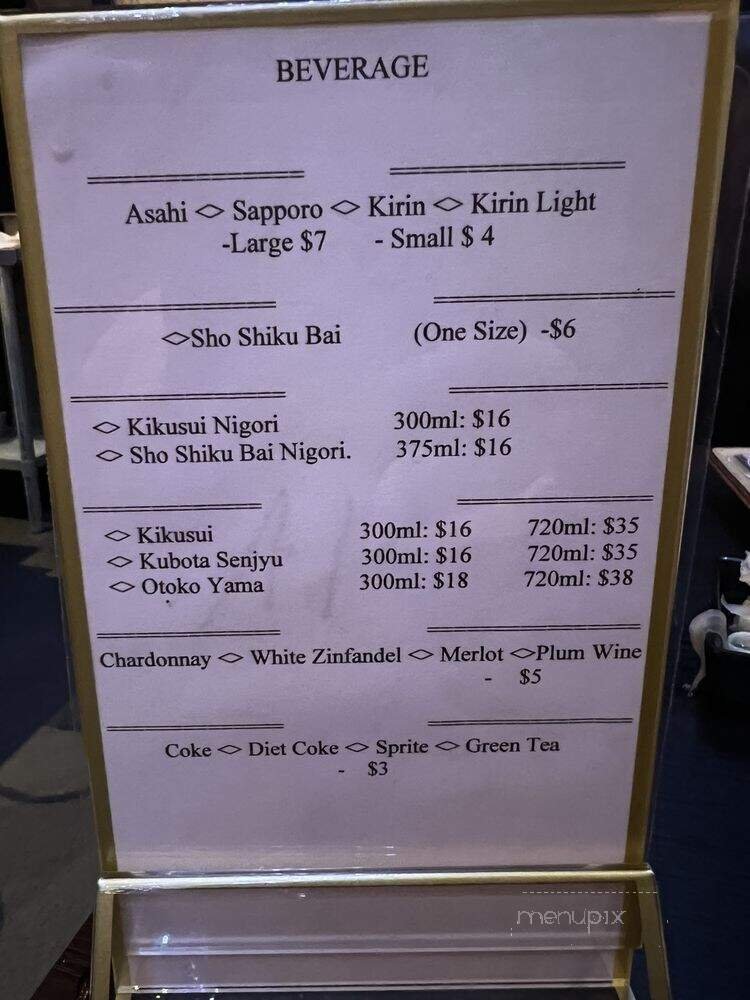 BEVERAGE
Asahi <> Sapporo <> Kirin <> Kirin Light
-Large $7 - Small $ 4
<>Sho Shiku Bai (One Size) -$6
<> Kikusui Nigori 300ml: $16
<> Sho Shiku Bai Nigori. 375ml: $16
<> Kikusui 300ml: $16 720ml: $35
<> Kubota Senjyu 300ml: $16 720ml: $35
<> Otoko Yama 300ml: $18 720ml: $38
Chardonnay <> White Zinfandel <> Merlot <>Plum Wine
- $5
Coke <> Diet Coke <> Sprite <> Green Tea
- $3
menupix